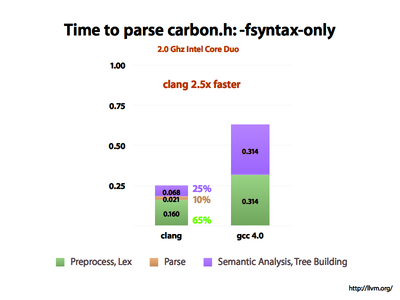 Time to parse carbon.h: -fsyntax-only
2.0 Ghz Intel Core Duo
1.00
clang 2.5x faster
0.75
0.50
0.25
0.068 25%
0.021 10%
0.160 65%
0.314
0.314
clang gcc 4.0
Preprocess, Lex Parse Semantic Analysis, Tree Building
http://llvm.org/